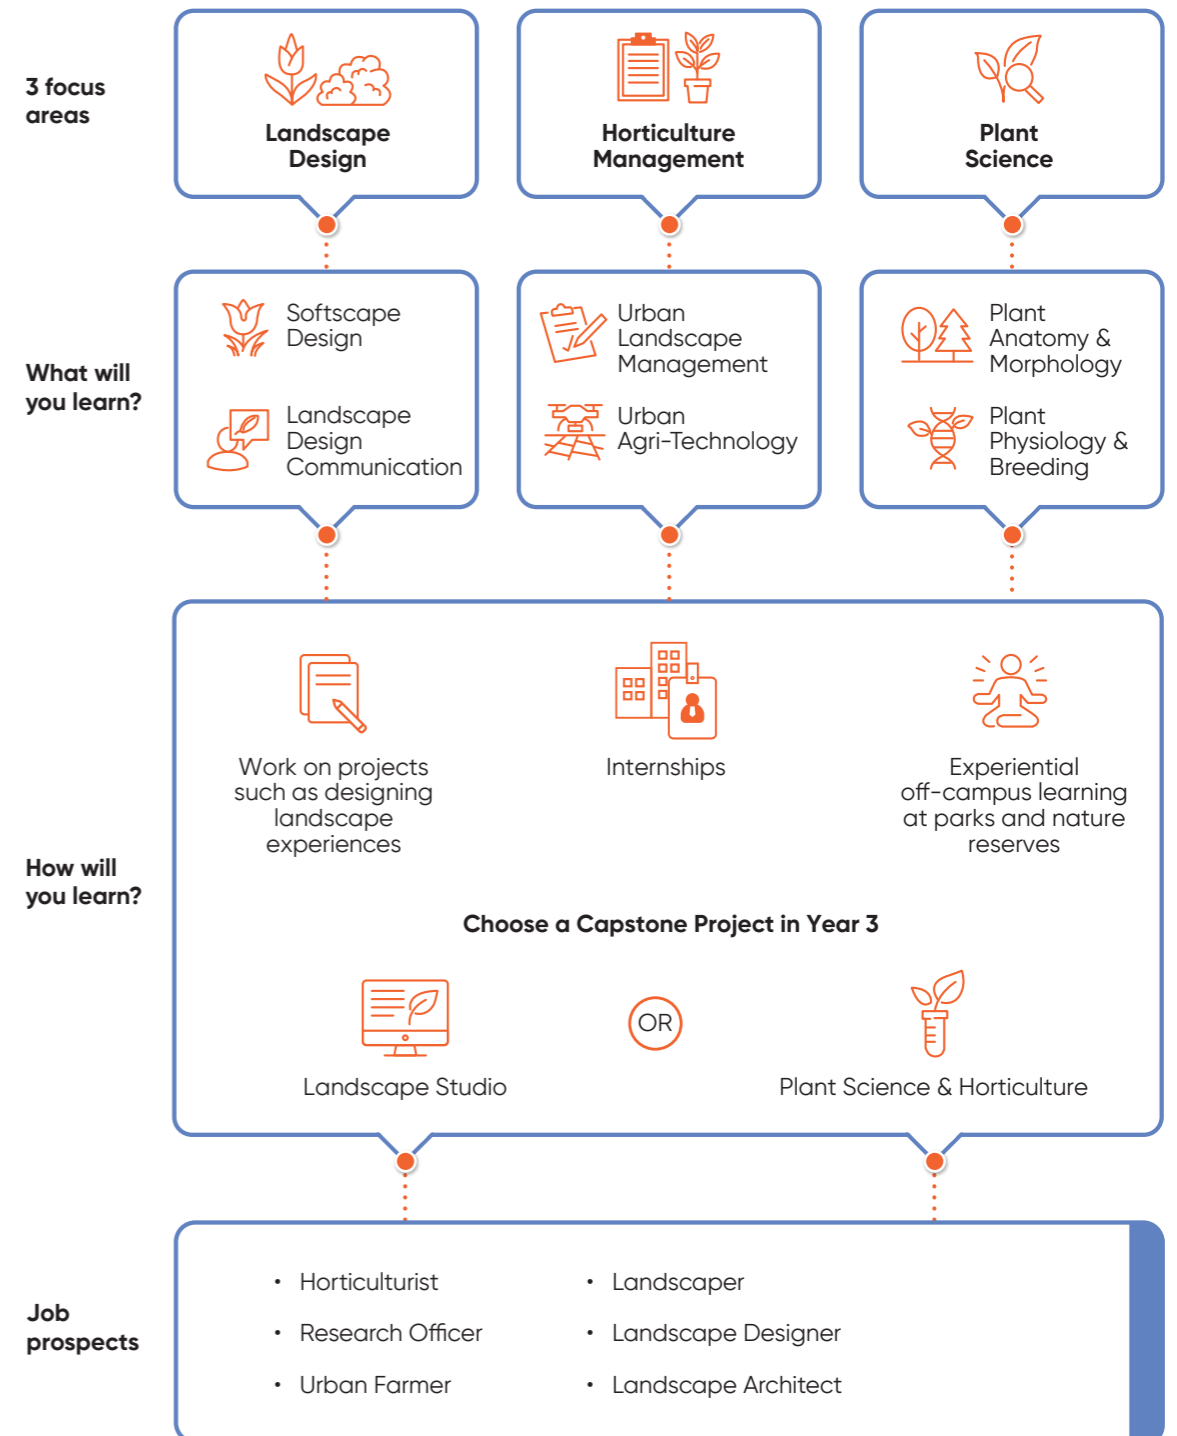 3 focus
areas
Landscape
Design
Horticulture
Management
Plant
Science
What will
you learn?
Softscape
Design
Landscape
Design
Communication
Urban
Landscape
Management
Urban
Agri-Technology
Plant
Anatomy &
Morphology
Plant
Physiology &
Breeding
How will
you learn?
Work on projects
such as designing
landscape
experiences
Internships
Experiential
off-campus learning
at parks and nature
reserves
Choose a Capstone Project in Year 3
Landscape Studio
OR
Plant Science & Horticulture
Job
prospects
• Horticulturist
• Research Officer
• Urban Farmer
• Landscaper
• Landscape Designer
• Landscape Architect